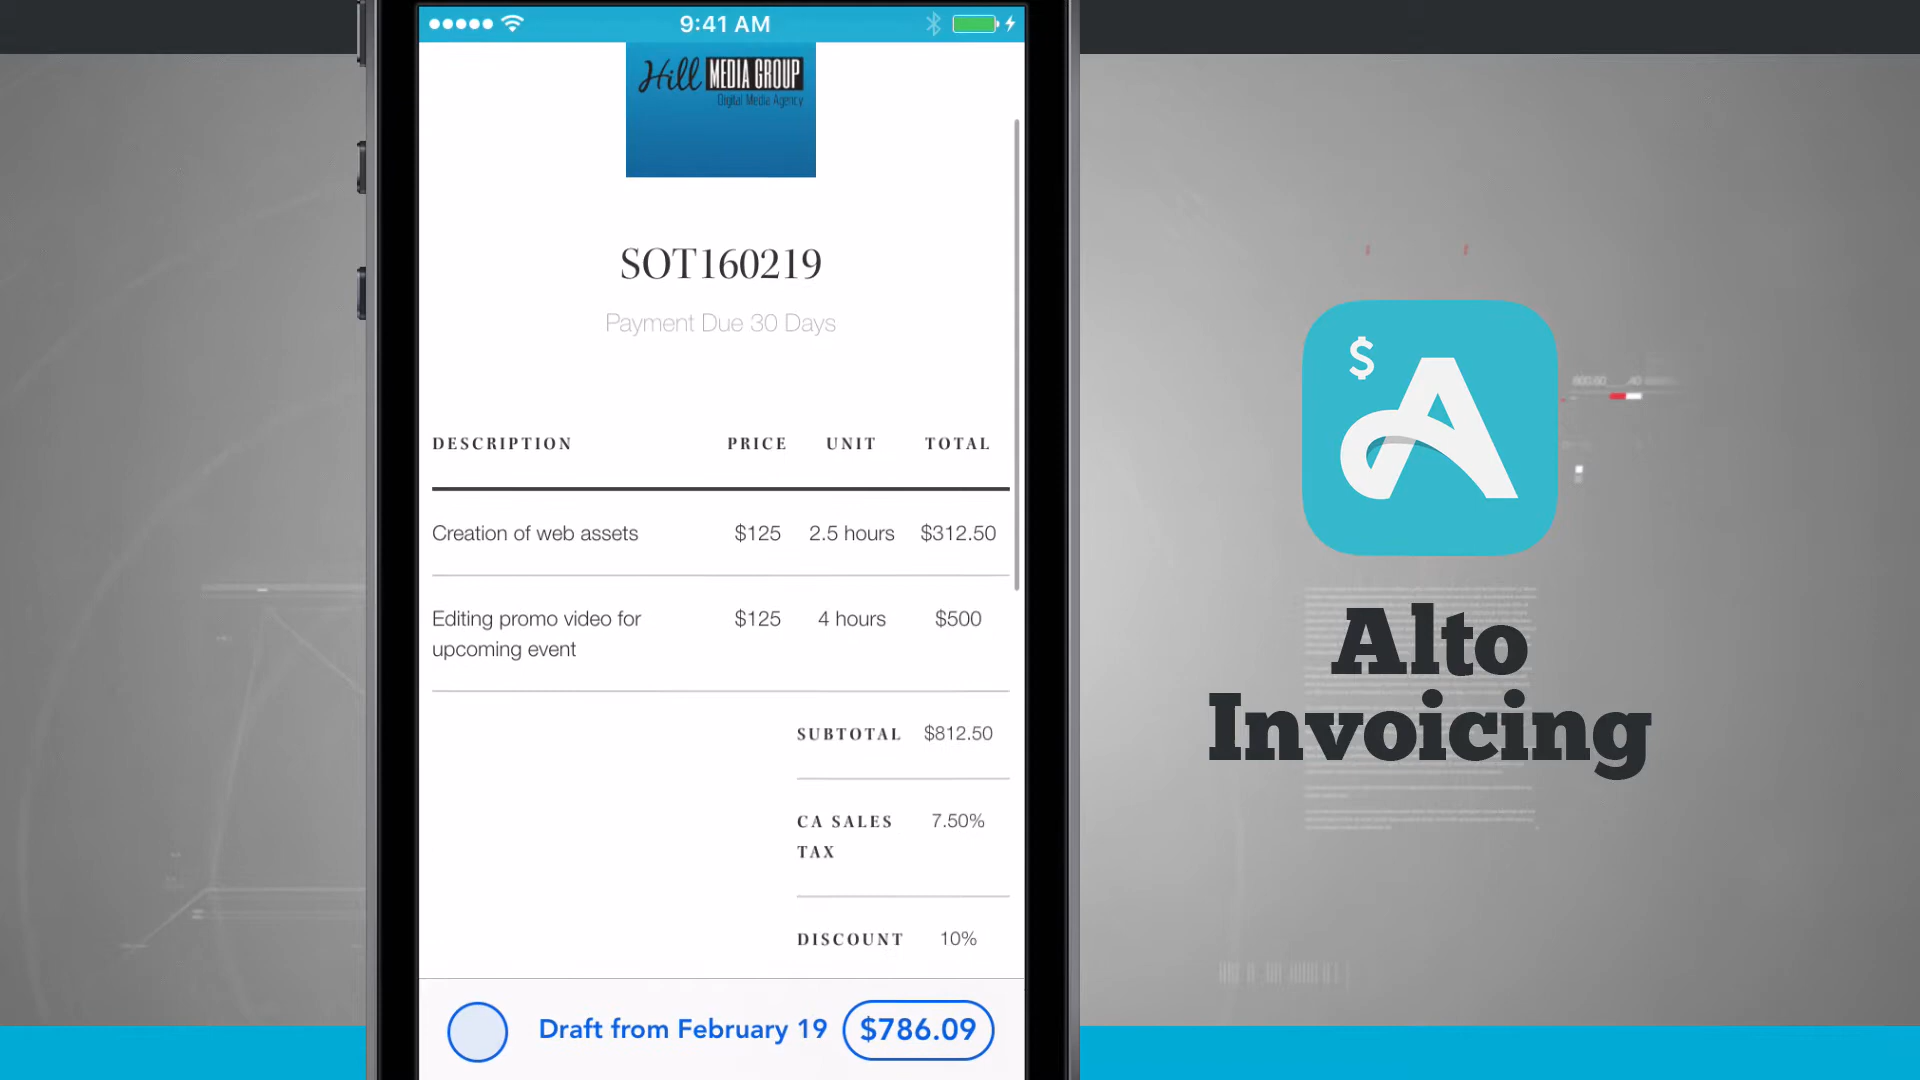 9:41 AM
Hill MEDIA GROUP
Digital Media Agency
SOT160219
Payment Due 30 Days
DESCRIPTION PRICE UNIT TOTAL
Creation of web assets $125 2.5 hours $312.50
Editing promo video for $125 4 hours $500
upcoming event
SUBTOTAL $812.50
CA SALES 7.50%
TAX
DISCOUNT 10%
Draft from February 19 $786.09
$ A
Alto
Invoicing